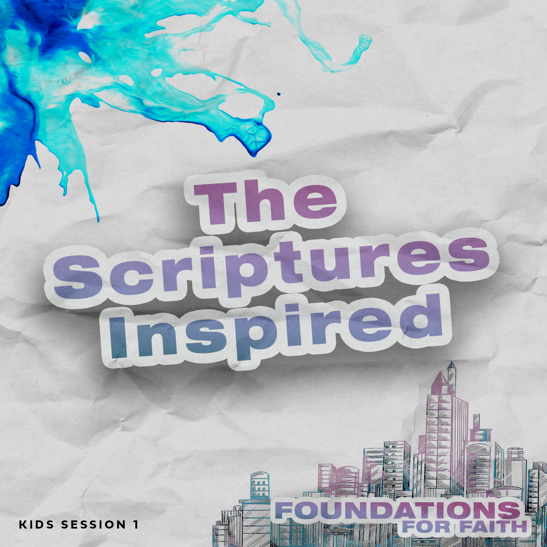 The
Scriptures
Inspired
FOUNDATIONS
FOR FAITH
KIDS SESSION 1